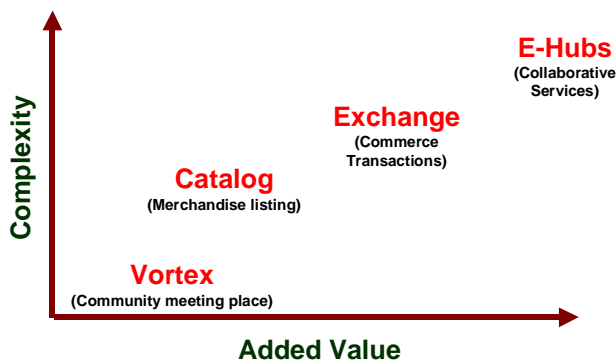 E-Hubs
(Collaborative
Services)
Exchange
(Commerce
Transactions)
Catalog
(Merchandise listing)
Vortex
(Community meeting place)
Complexity
Added Value